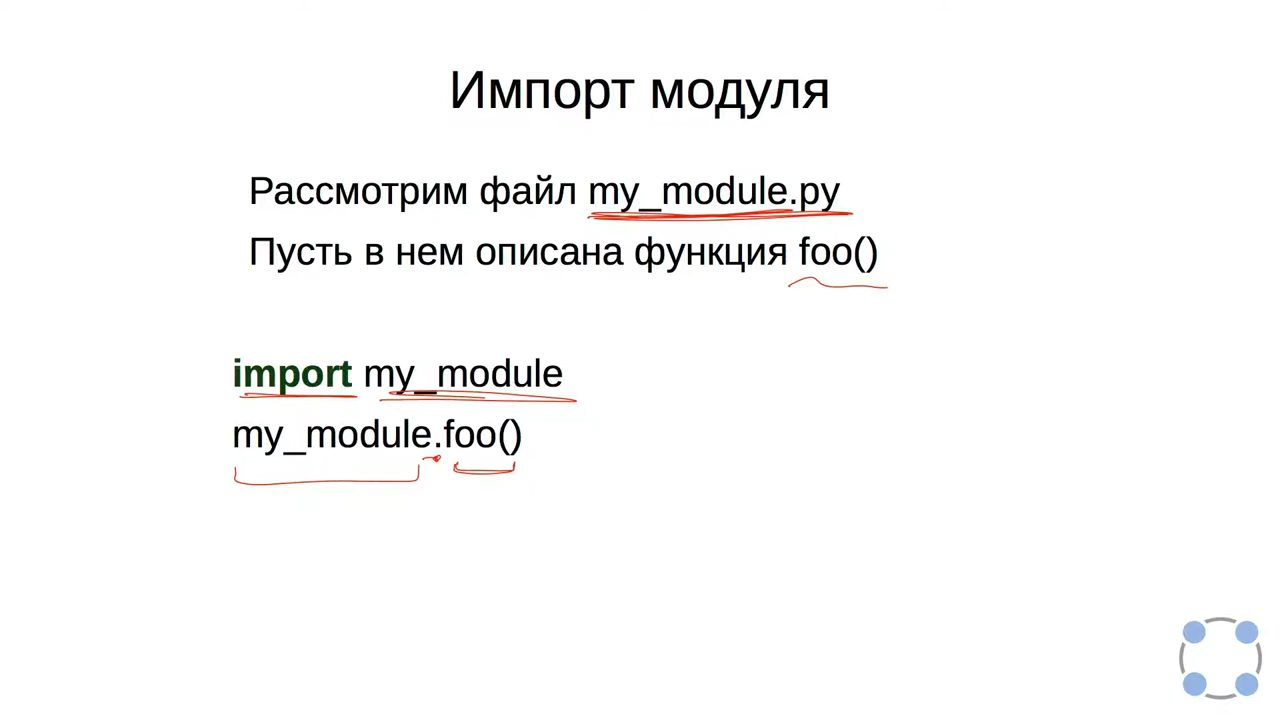 Импорт модуля
Рассмотрим файл my_module.py
Пусть в нем описана функция foo()
import my_module
my_module.foo()